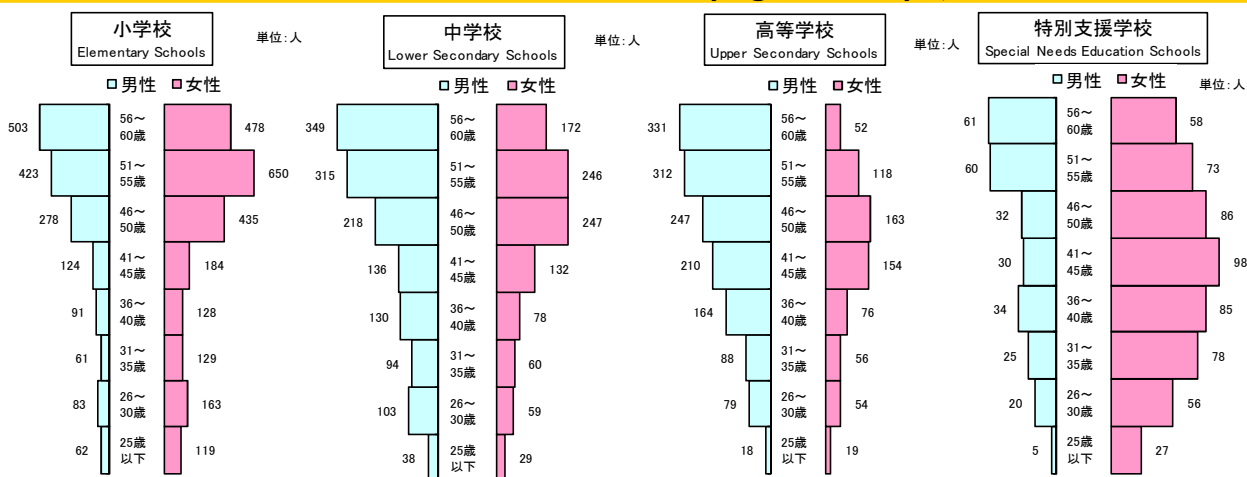 小学校
Elementary Schools
単位：人
□男性 □女性
503 56～60歳 478
423 51～55歳 650
278 46～50歳 435
124 41～45歳 184
91 36～40歳 128
61 31～35歳 129
83 26～30歳 163
62 25歳以下 119
中学校
Lower Secondary Schools
単位：人
□男性 □女性
349 56～60歳 172
315 51～55歳 246
218 46～50歳 247
136 41～45歳 132
130 36～40歳 78
94 31～35歳 60
103 26～30歳 59
38 25歳以下 29
高等学校
Upper Secondary Schools
単位：人
□男性 □女性
331 56～60歳 52
312 51～55歳 118
247 46～50歳 163
210 41～45歳 154
164 36～40歳 76
88 31～35歳 56
79 26～30歳 54
18 25歳以下 19
特別支援学校
Special Needs Education Schools
□男性 □女性
単位：人
61 56～60歳 58
60 51～55歳 73
32 46～50歳 86
30 41～45歳 98
34 36～40歳 85
25 31～35歳 78
20 26～30歳 56
5 25歳以下 27